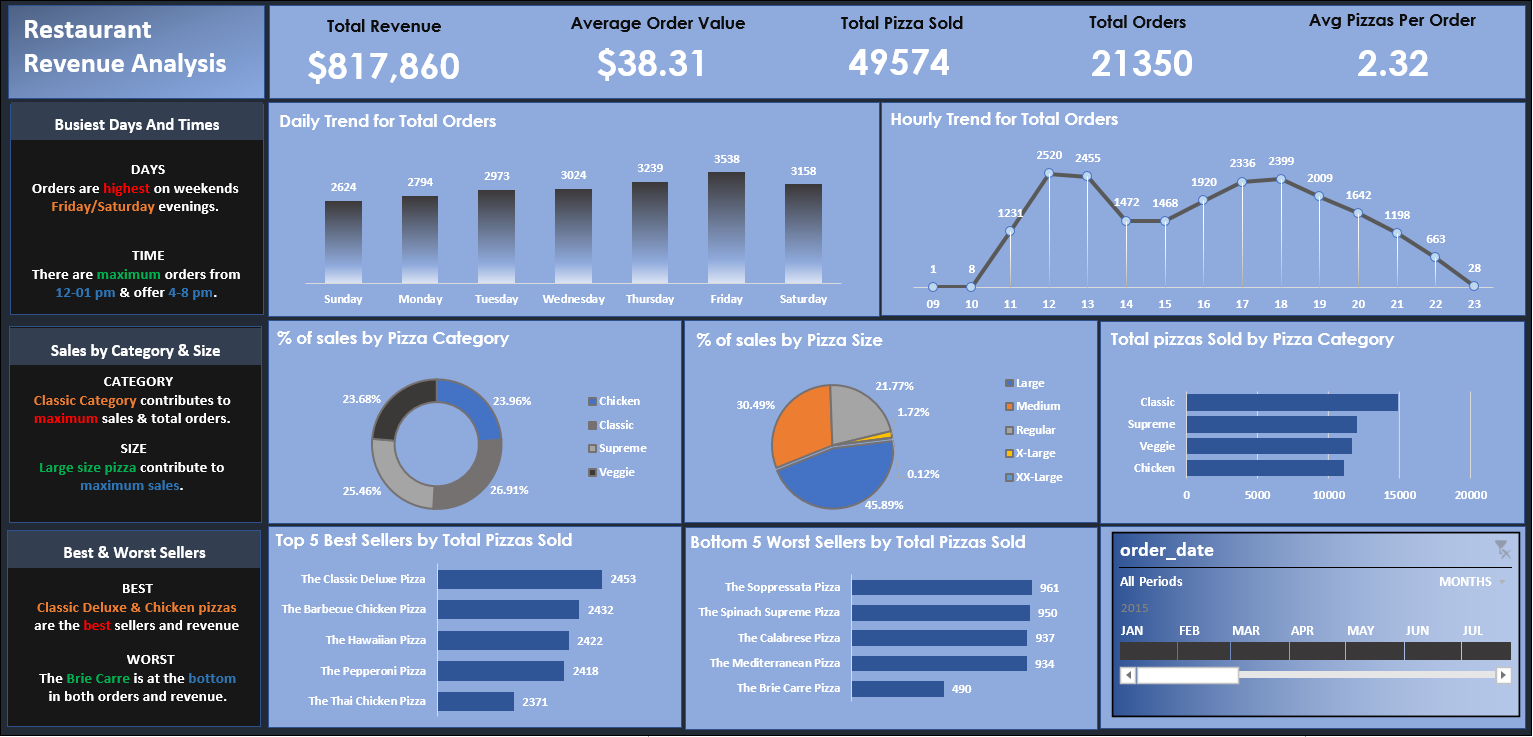 Restaurant
Revenue Analysis
Total Revenue
$817,860
Average Order Value
$38.31
Total Pizza Sold
49574
Total Orders
21350
Avg Pizzas Per Order
2.32
Busiest Days And Times
DAYS
Orders are highest on weekends
Friday/Saturday evenings.
TIME
There are maximum orders from
12-01 pm & offer 4-8 pm.
Daily Trend for Total Orders
2624 2794 2973 3024 3239 3538 3158
Sunday Monday Tuesday Wednesday Thursday Friday Saturday
Hourly Trend for Total Orders
1 8 1231 2520 2455 1472 1468 1920 2336 2399 2009 1642 1198 663 28
09 10 11 12 13 14 15 16 17 18 19 20 21 22 23
Sales by Category & Size
CATEGORY
Classic Category contributes to
maximum sales & total orders.
SIZE
Large size pizza contribute to
maximum sales.
% of sales by Pizza Category
23.68%
23.96%
25.46%
26.91%
Chicken
Classic
Supreme
Veggie
% of sales by Pizza Size
21.77%
30.49%
1.72%
0.12%
45.89%
Large
Medium
Regular
X-Large
XX-Large
Total pizzas Sold by Pizza Category
Classic
Supreme
Veggie
Chicken
0 5000 10000 15000 20000
Best & Worst Sellers
BEST
Classic Deluxe & Chicken pizzas
are the best sellers and revenue
WORST
The Brie Carre is at the bottom
in both orders and revenue.
Top 5 Best Sellers by Total Pizzas Sold
The Classic Deluxe Pizza 2453
The Barbecue Chicken Pizza 2432
The Hawaiian Pizza 2422
The Pepperoni Pizza 2418
The Thai Chicken Pizza 2371
Bottom 5 Worst Sellers by Total Pizzas Sold
The Soppressata Pizza 961
The Spinach Supreme Pizza 950
The Calabrese Pizza 937
The Mediterranean Pizza 934
The Brie Carre Pizza 490
order_date
All Periods MONTHS
2015
JAN FEB MAR APR MAY JUN JUL